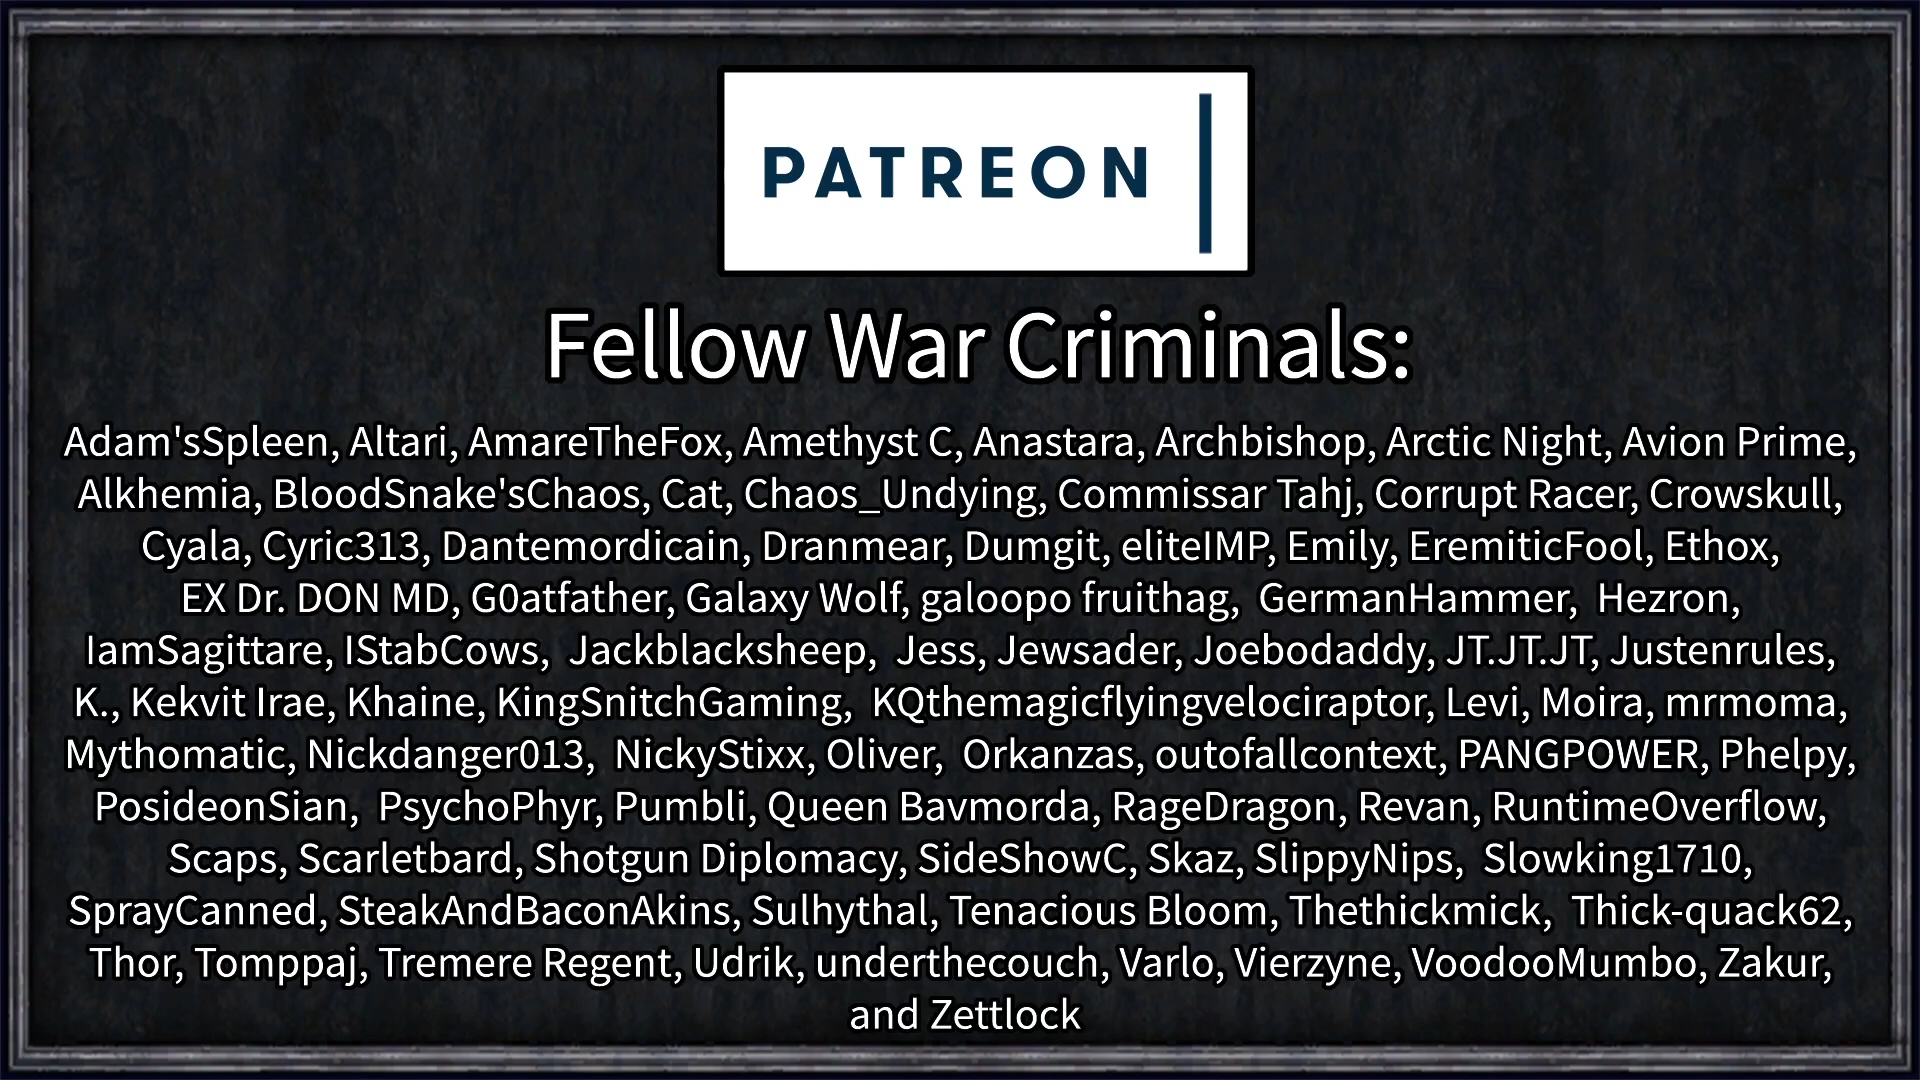 PATREON
Fellow War Criminals:
Adam'sSpleen, Altari, AmareTheFox, Amethyst C, Anastara, Archbishop, Arctic Night, Avion Prime,
Alkhemia, BloodSnake'sChaos, Cat, Chaos_Undying, Commissar Tahj, Corrupt Racer, Crowskull,
Cyala, Cyric313, Dantemordicain, Dranmear, Dumgit, eliteIMP, Emily, EremiticFool, Ethox,
EX Dr. DON MD, G0atfather, Galaxy Wolf, galoopo fruithag, GermanHammer, Hezron,
IamSagittare, IStabCows, Jackblacksheep, Jess, Jewsader, Joebodaddy, JT.JT.JT, Justenrules,
K., Kekvit Irae, Khaine, KingSnitchGaming, KQthemagicflyingvelociraptor, Levi, Moira, mrmoma,
Mythomatic, Nickdanger013, NickyStixx, Oliver, Orkanzas, outofallcontext, PANGPOWER, Phelpy,
PosideonSian, PsychoPhyr, Pumbli, Queen Bavmorda, RageDragon, Revan, RuntimeOverflow,
Scaps, Scarletbard, Shotgun Diplomacy, SideShowC, Skaz, SlippyNips, Slowking1710,
SprayCanned, SteakAndBaconAkins, Sulhythal, Tenacious Bloom, Thethickmick, Thick-quack62,
Thor, Tomppaj, Tremere Regent, Udrik, underthecouch, Varlo, Vierzyne, VoodooMumbo, Zakur,
and Zettlock